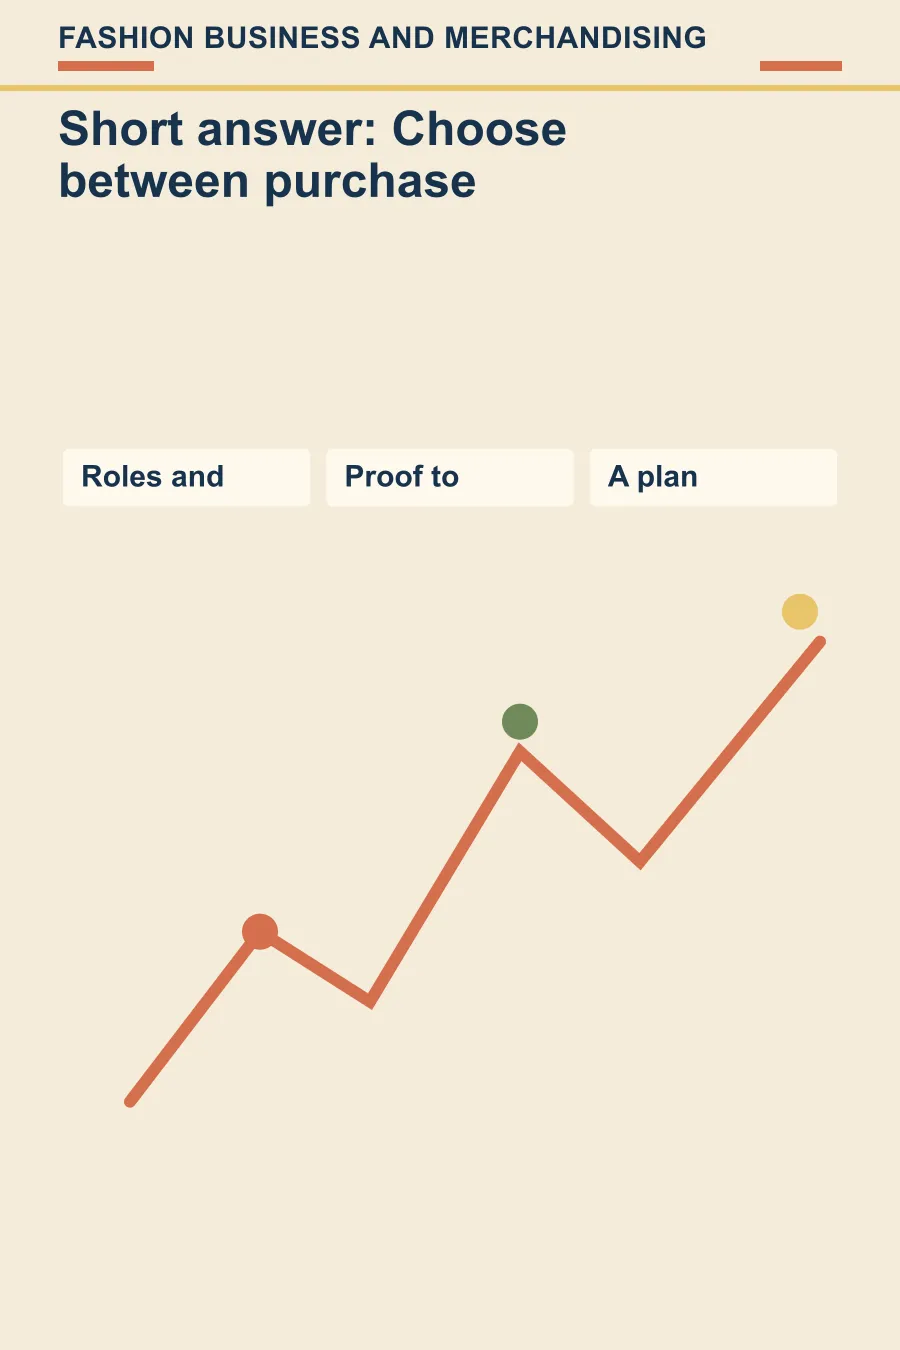 FASHION BUSINESS AND MERCHANDISING
Short answer: Choose
between purchase
Roles and
Proof to
A plan